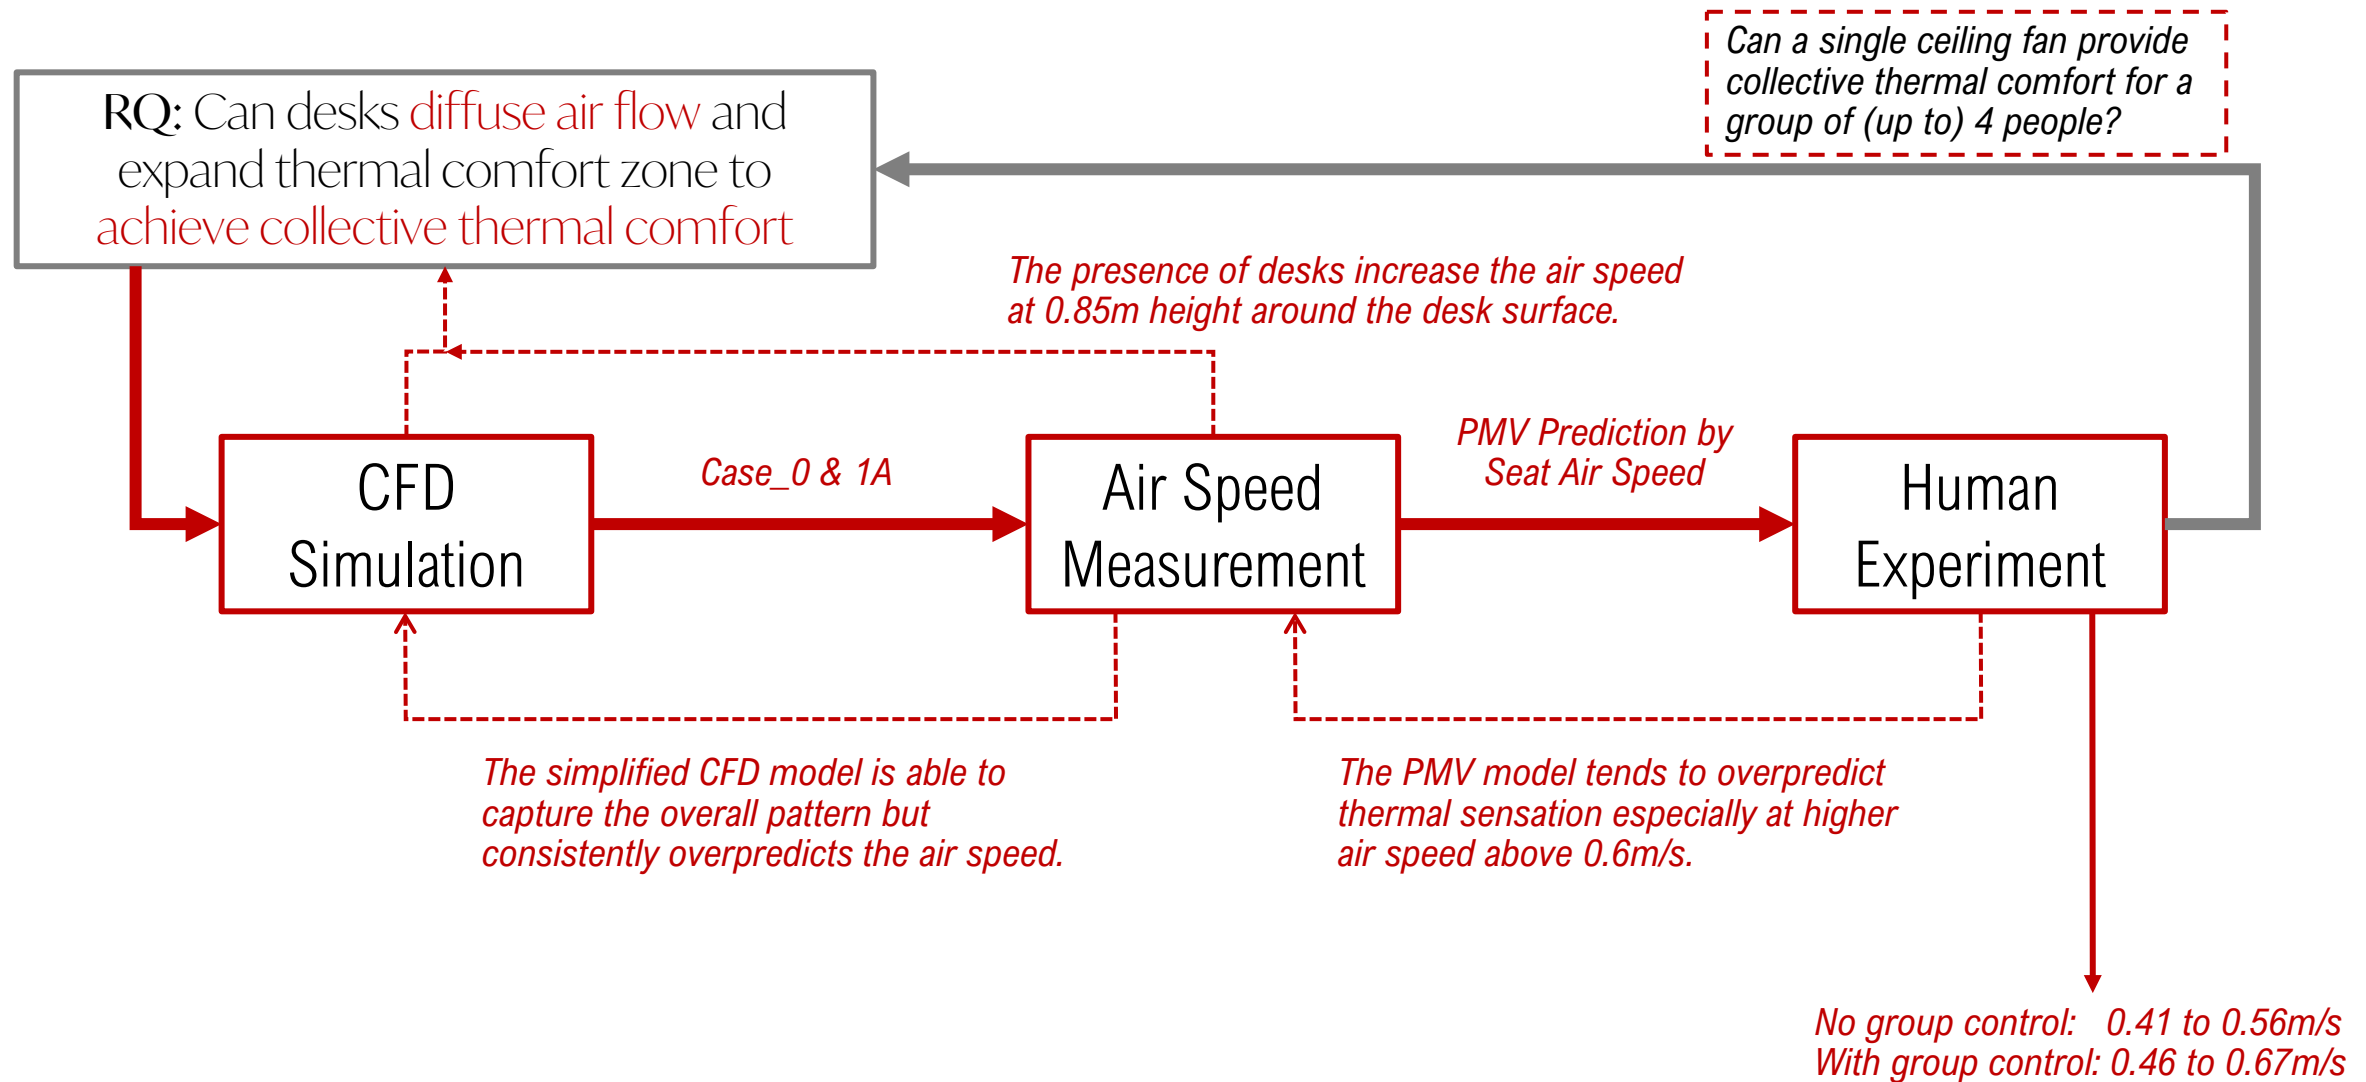 Can a single ceiling fan provide
collective thermal comfort for a
group of (up to) 4 people?
RQ: Can desks diffuse air flow and
expand thermal comfort zone to
achieve collective thermal comfort
The presence of desks increase the air speed
at 0.85m height around the desk surface.
CFD
Simulation
Case_0 & 1A
Air Speed
Measurement
PMV Prediction by
Seat Air Speed
Human
Experiment
The simplified CFD model is able to
capture the overall pattern but
consistently overpredicts the air speed.
The PMV model tends to overpredict
thermal sensation especially at higher
air speed above 0.6m/s.
No group control: 0.41 to 0.56m/s
With group control: 0.46 to 0.67m/s